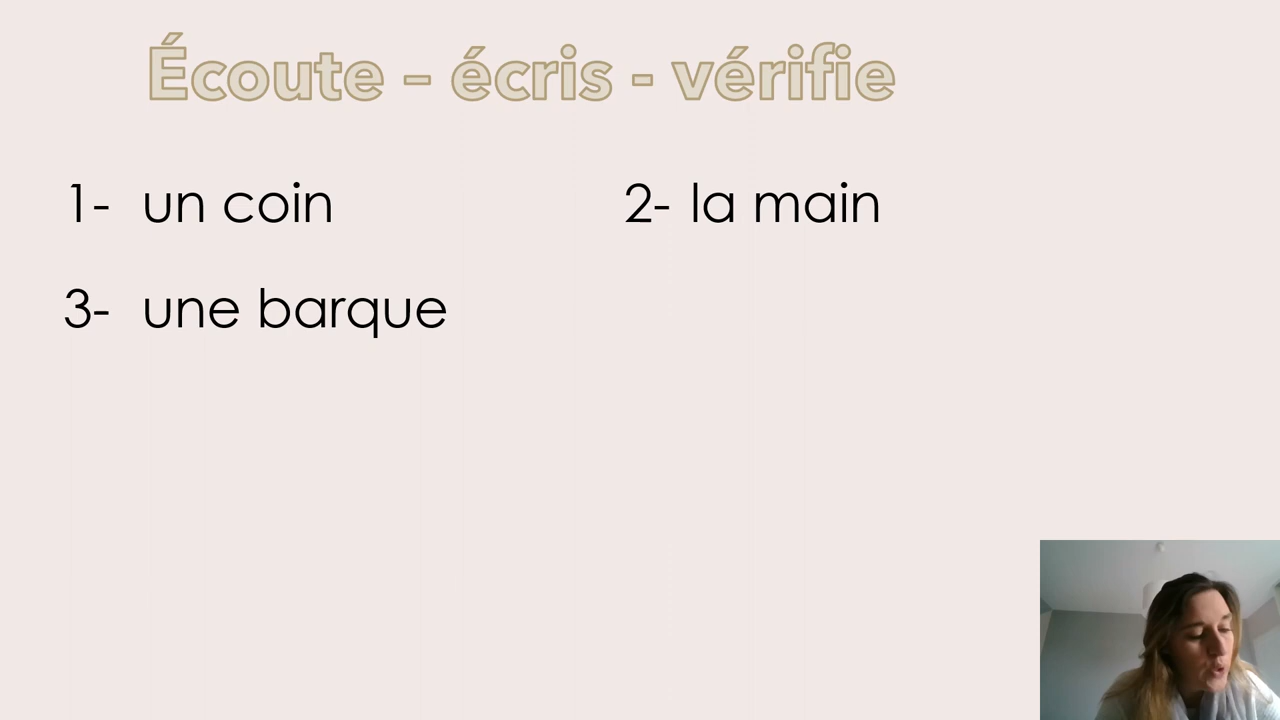 Écoute – écris - vérifie
1- un coin
2- la main
3- une barque